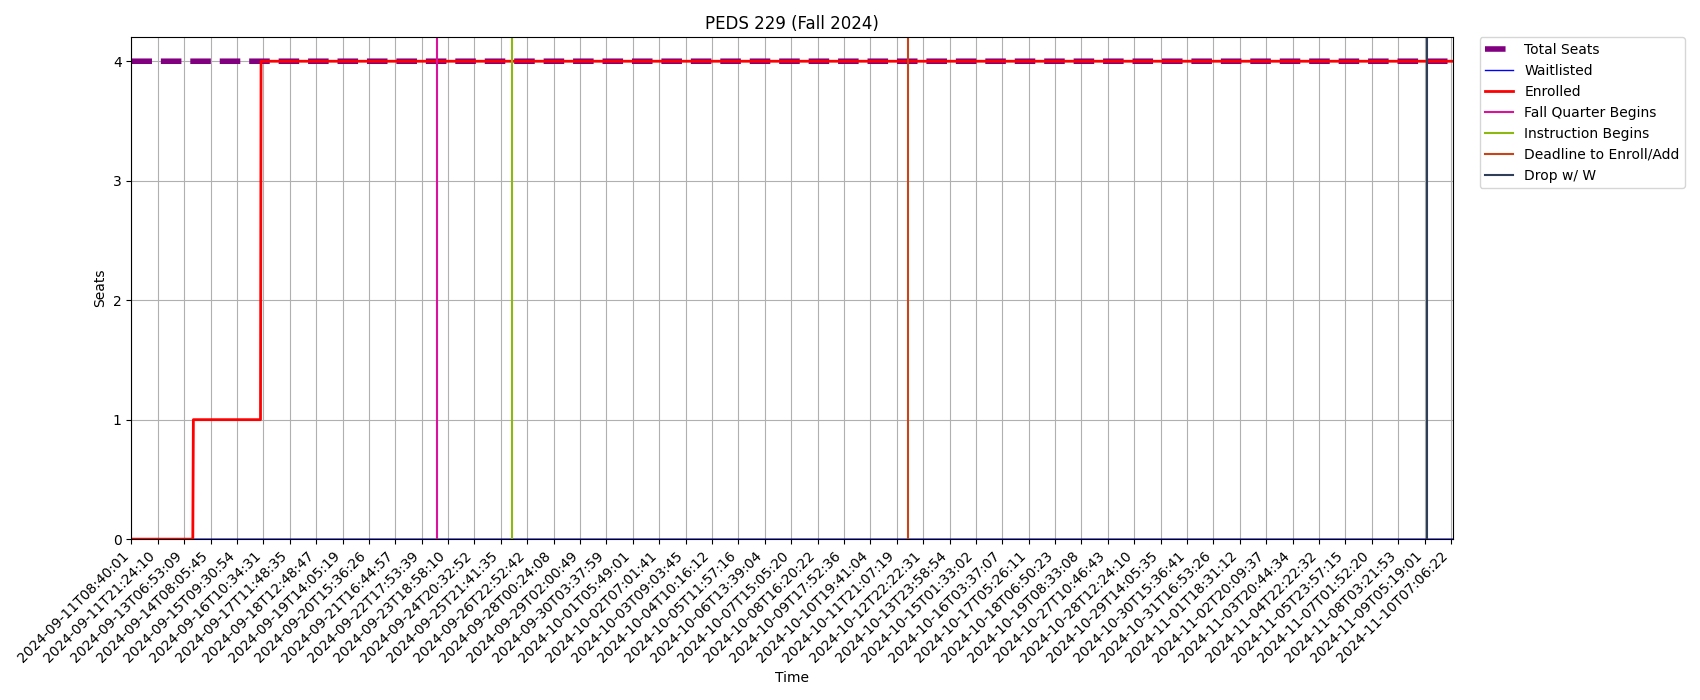 PEDS 229 (Fall 2024)
Total Seats
Waitlisted
Enrolled
Fall Quarter Begins
Instruction Begins
Deadline to Enroll/Add
Drop w/ W
Seats
4
3
2
1
0
2024-09-11T08:40:01
2024-09-11T21:24:10
2024-09-13T06:53:09
2024-09-14T08:05:45
2024-09-15T09:30:54
2024-09-16T10:34:31
2024-09-17T11:48:35
2024-09-18T12:48:47
2024-09-19T14:05:19
2024-09-20T15:36:26
2024-09-21T16:44:57
2024-09-22T17:53:39
2024-09-23T18:58:10
2024-09-24T20:32:52
2024-09-25T21:41:35
2024-09-26T22:52:42
2024-09-28T00:24:08
2024-09-29T02:00:49
2024-09-30T03:37:59
2024-10-01T05:49:01
2024-10-02T07:01:41
2024-10-03T09:03:45
2024-10-04T10:16:12
2024-10-05T11:57:16
2024-10-06T13:39:04
2024-10-07T15:05:20
2024-10-08T16:20:22
2024-10-09T17:52:36
2024-10-10T19:41:04
2024-10-11T21:07:19
2024-10-12T22:22:31
2024-10-13T23:58:54
2024-10-15T01:33:02
2024-10-16T03:37:07
2024-10-17T05:26:11
2024-10-18T06:50:23
2024-10-19T08:33:08
2024-10-27T10:46:43
2024-10-28T12:24:10
2024-10-29T14:05:35
2024-10-30T15:36:41
2024-10-31T16:53:26
2024-11-01T18:31:12
2024-11-02T20:09:37
2024-11-03T20:44:34
2024-11-04T22:22:32
2024-11-05T23:57:15
2024-11-07T01:52:20
2024-11-08T03:21:53
2024-11-09T05:19:01
2024-11-10T07:06:22
Time